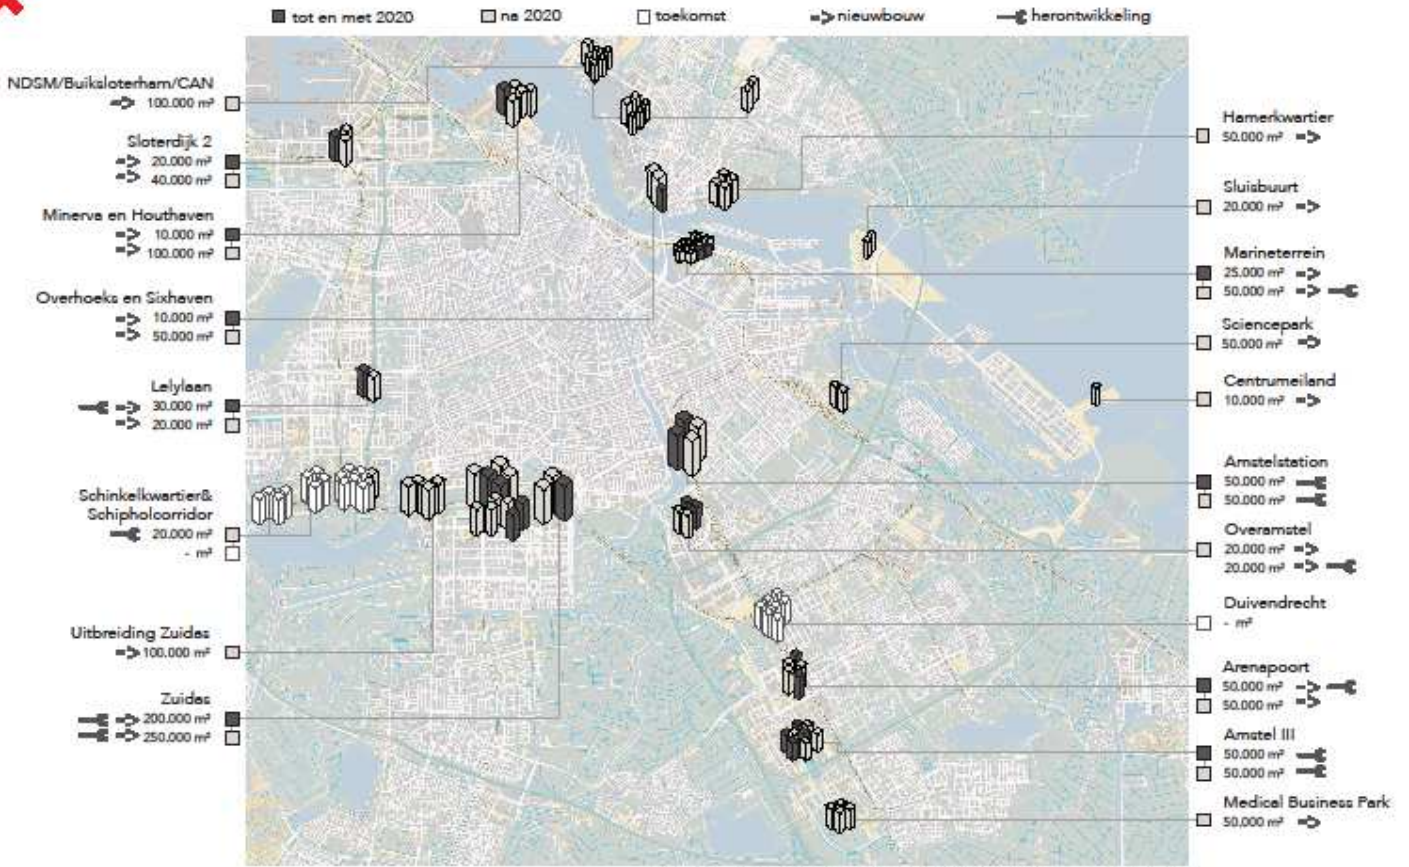 tot en met 2020
na 2020
toekomst
nieuwbouw
herontwikkeling
NDSM/Buiksloterham/CAN
100.000 m²
Sloterdijk 2
20.000 m²
40.000 m²
Minerva en Houthaven
10.000 m²
100.000 m²
Overhoeks en Sixhaven
10.000 m²
50.000 m²
Lelylaan
30.000 m²
20.000 m²
Schinkelkwartier&
Schipholcorridor
20.000 m²
- m²
Uitbreiding Zuidas
100.000 m²
Zuidas
200.000 m²
250.000 m²
Hamerkwartier
50.000 m²
Sluisbuurt
20.000 m²
Marineterrein
25.000 m²
50.000 m²
Sciencepark
50.000 m²
Centrumeiland
10.000 m²
Amstelstation
50.000 m²
50.000 m²
Overamstel
20.000 m²
20.000 m²
Duivendrecht
- m²
Arenapoort
50.000 m²
50.000 m²
Amstel III
50.000 m²
50.000 m²
Medical Business Park
50.000 m²